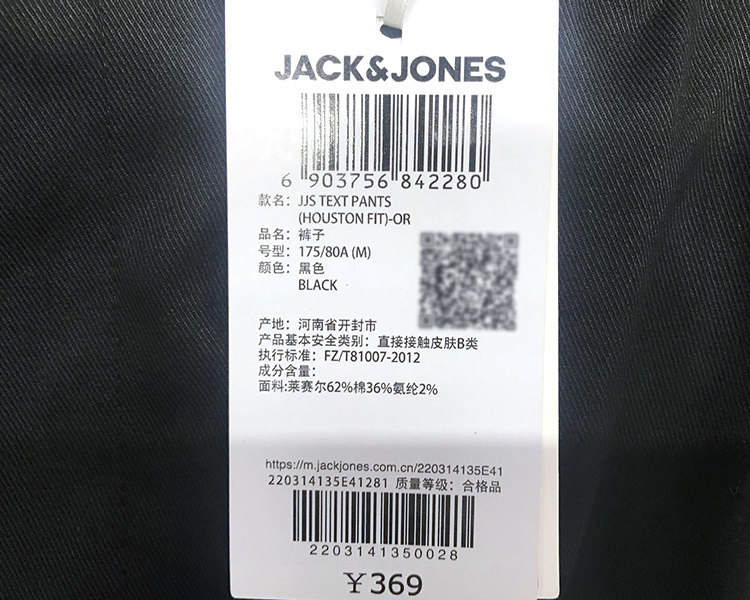 JACK&JONES
6 903756 842280
款名: JJS TEXT PANTS
(HOUSTON FIT)-OR
品名: 裤子
号型: 175/80A (M)
颜色: 黑色
BLACK
产地: 河南省开封市
产品基本安全类别: 直接接触皮肤B类
执行标准: FZ/T81007-2012
成分含量:
面料:莱赛尔62%棉36%氨纶2%
https://m.jackjones.com.cn/220314135E41
220314135E41281 质量等级: 合格品
2203141350028
¥369